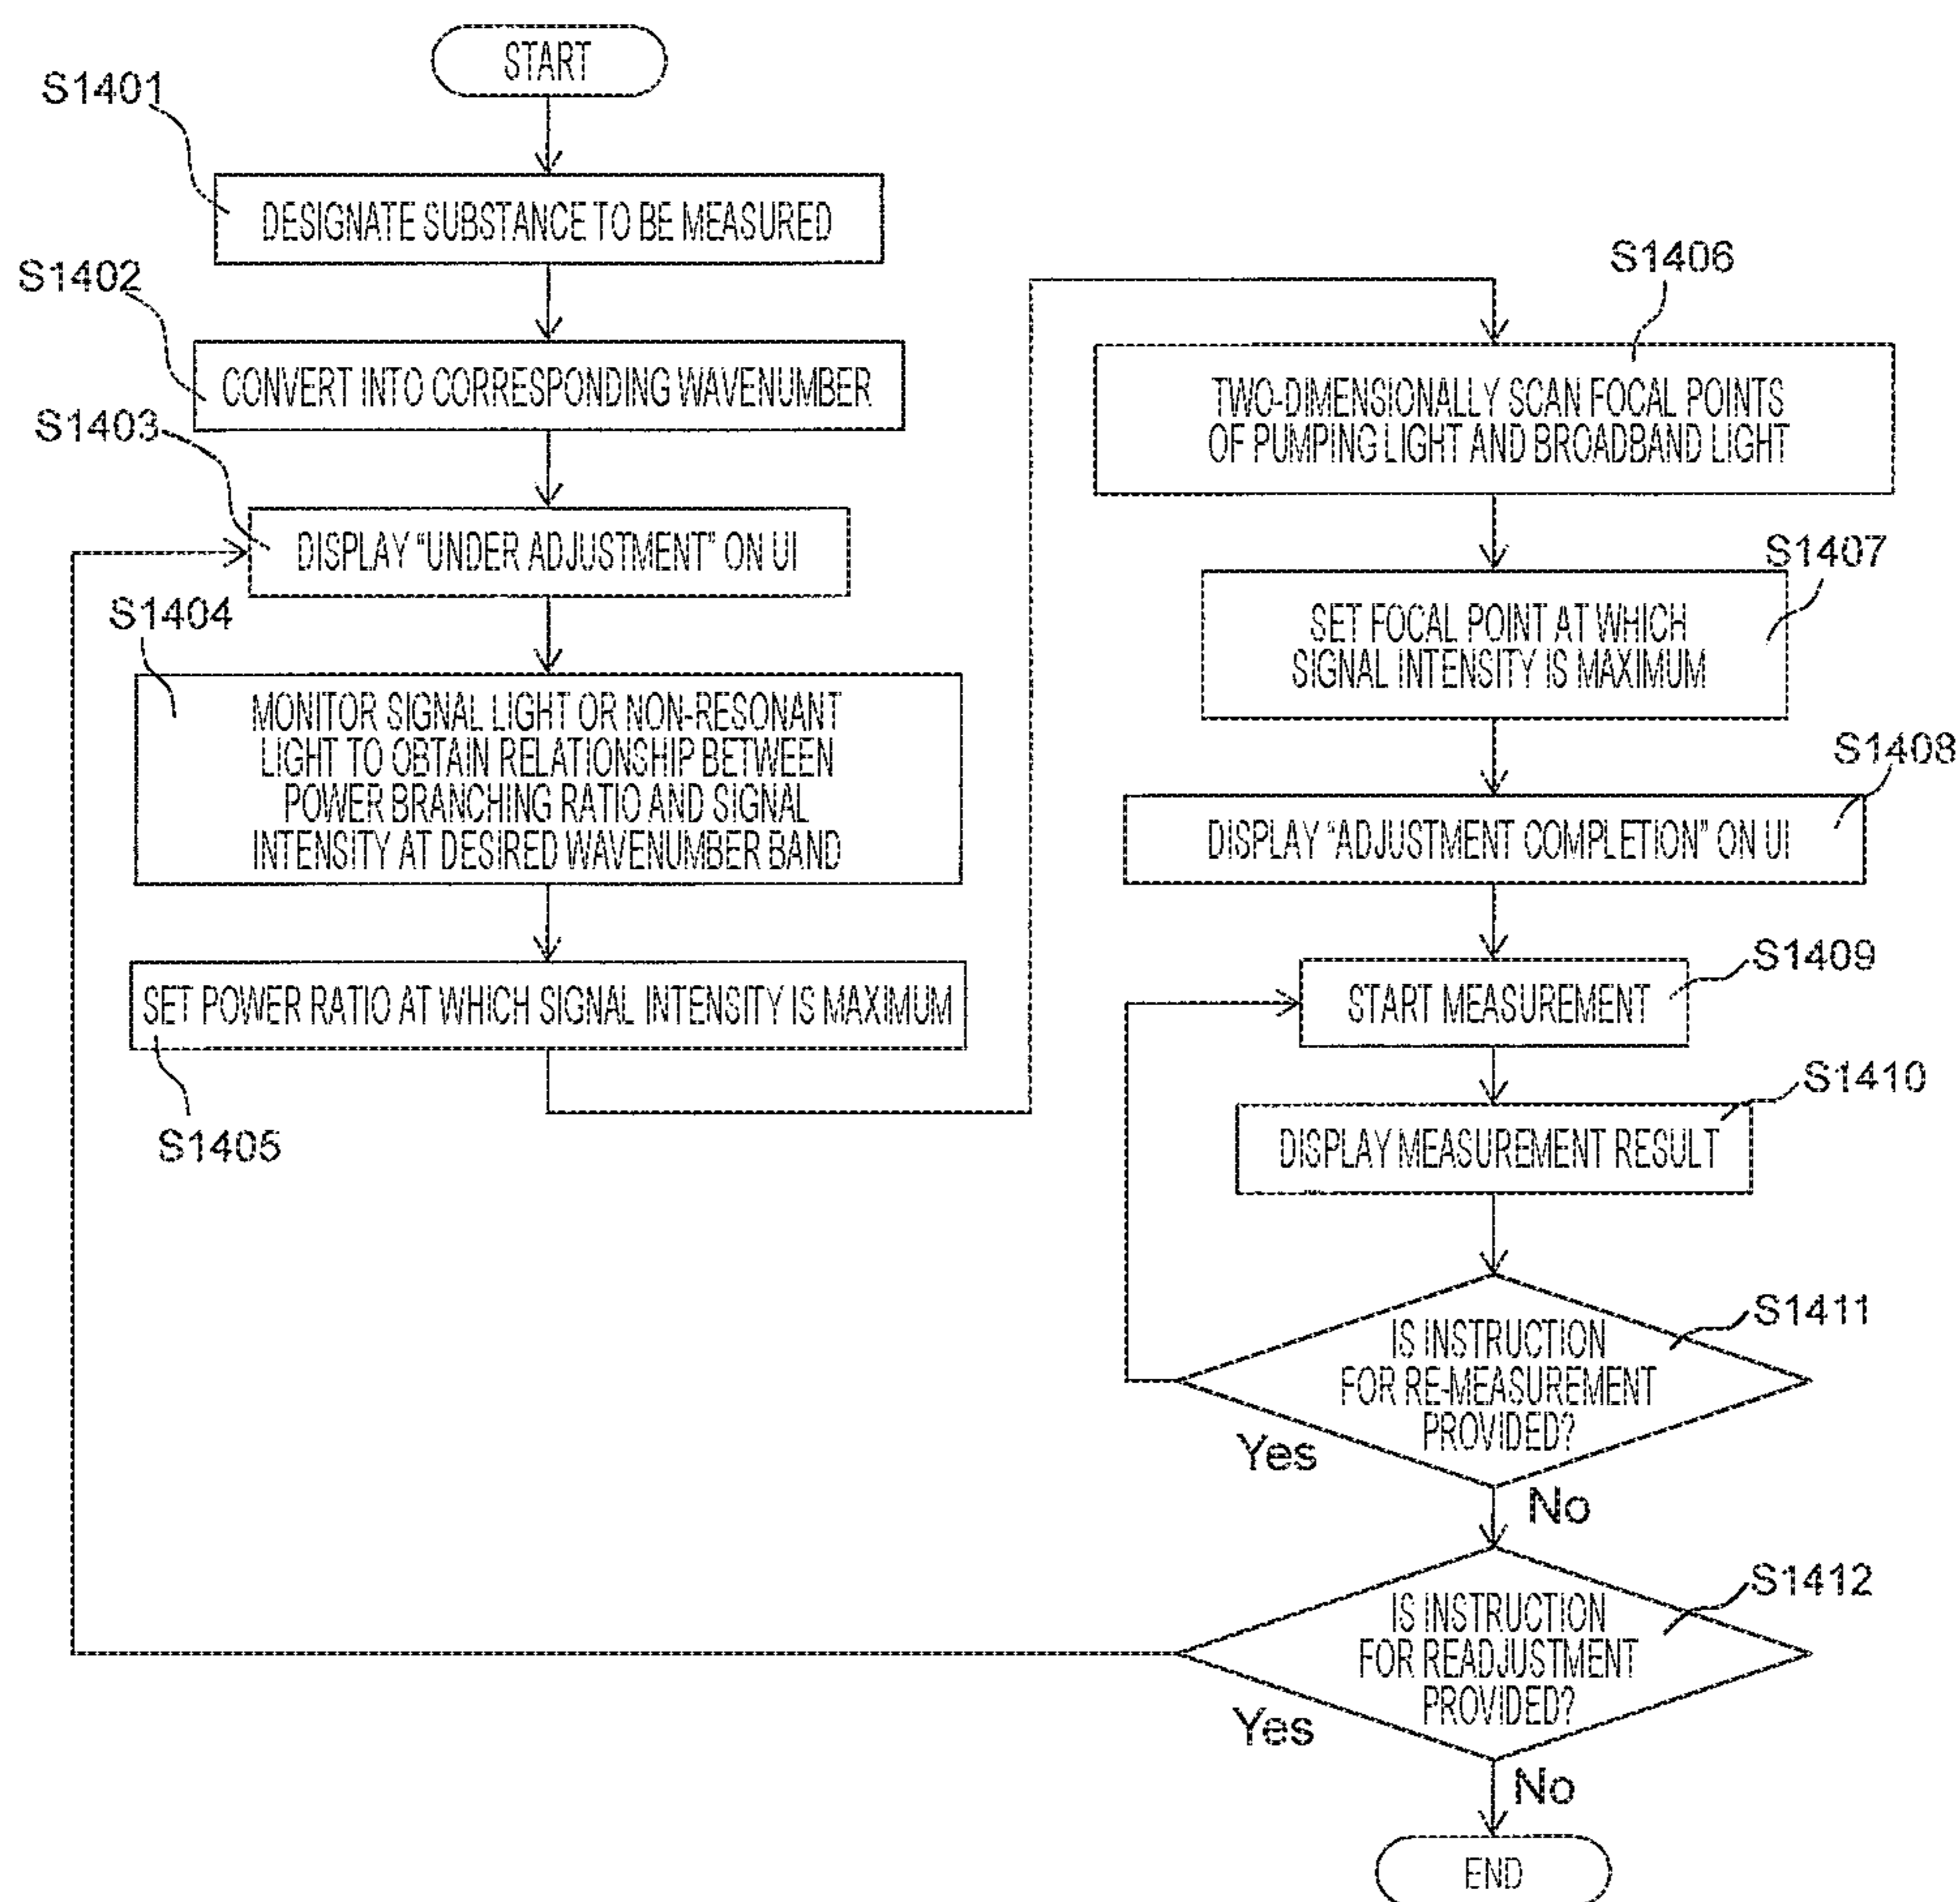 START
S1401
DESIGNATE SUBSTANCE TO BE MEASURED
S1402
CONVERT INTO CORRESPONDING WAVENUMBER
S1403
DISPLAY “UNDER ADJUSTMENT” ON UI
S1404
MONITOR SIGNAL LIGHT OR NON-RESONANT
LIGHT TO OBTAIN RELATIONSHIP BETWEEN
POWER BRANCHING RATIO AND SIGNAL
INTENSITY AT DESIRED WAVENUMBER BAND
SET POWER RATIO AT WHICH SIGNAL INTENSITY IS MAXIMUM
S1405
S1406
TWO-DIMENSIONALLY SCAN FOCAL POINTS
OF PUMPING LIGHT AND BROADBAND LIGHT
S1407
SET FOCAL POINT AT WHICH
SIGNAL INTENSITY IS MAXIMUM
S1408
DISPLAY “ADJUSTMENT COMPLETION” ON UI
S1409
START MEASUREMENT
S1410
DISPLAY MEASUREMENT RESULT
S1411
IS INSTRUCTION
FOR RE-MEASUREMENT
PROVIDED?
Yes
No
S1412
IS INSTRUCTION
FOR READJUSTMENT
PROVIDED?
Yes
No
END